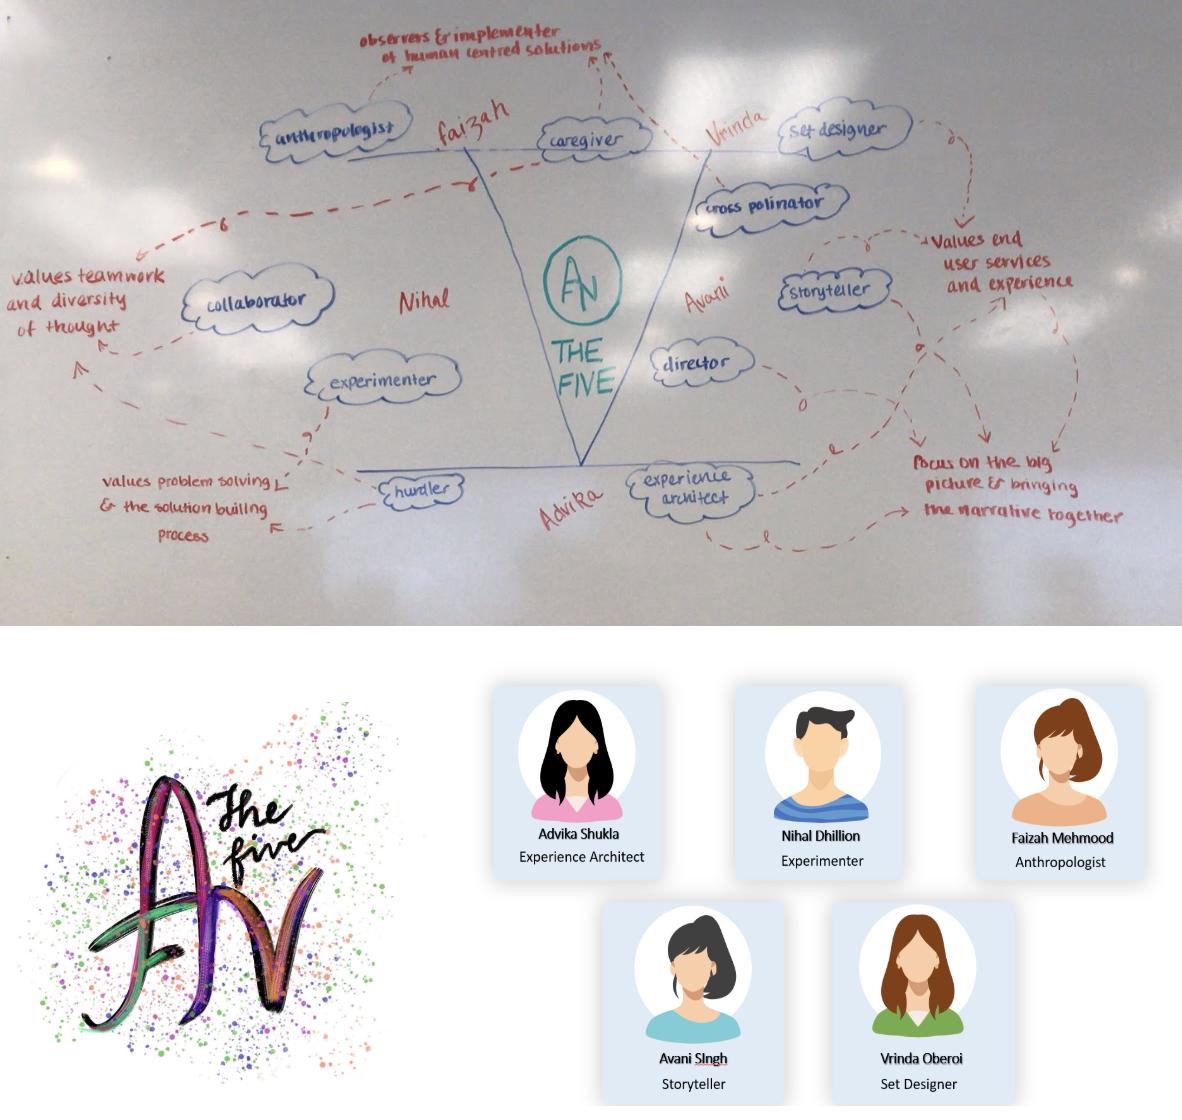 observers & implementer
of human centred solutions
anthropologist
faizah
caregiver
Vrinda
set designer
cross polinator
values teamwork
and diversity
of thought
collaborator
Nihal
AN
THE
FIVE
Avani
storyteller
Values end
user services
and experience
experimenter
director
values problem solving
& the solution builing
process
hurdler
Advika
experience
architect
Focus on the big
picture & bringing
the narrative together
The
five
Advika Shukla
Experience Architect
Nihal Dhillion
Experimenter
Faizah Mehmood
Anthropologist
Avani SIngh
Storyteller
Vrinda Oberoi
Set Designer